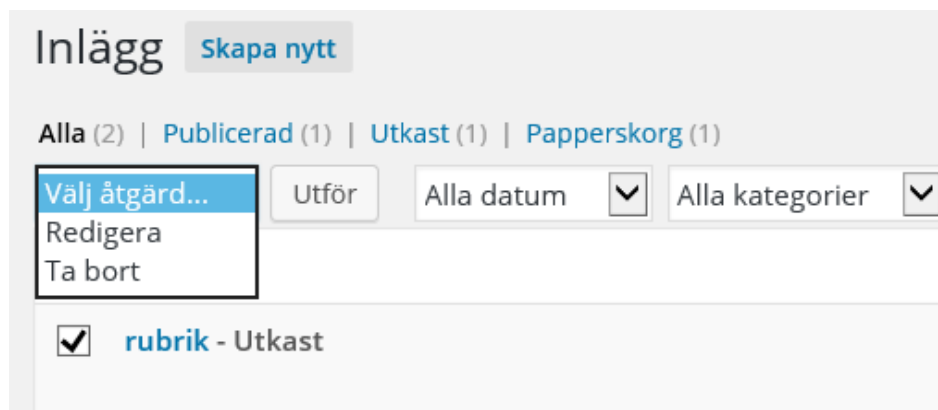 Inlägg Skapa nytt
Alla (2) | Publicerad (1) | Utkast (1) | Papperskorg (1)
Välj åtgärd... Utför Alla datum Alla kategorier
Redigera
Ta bort
rubrik - Utkast